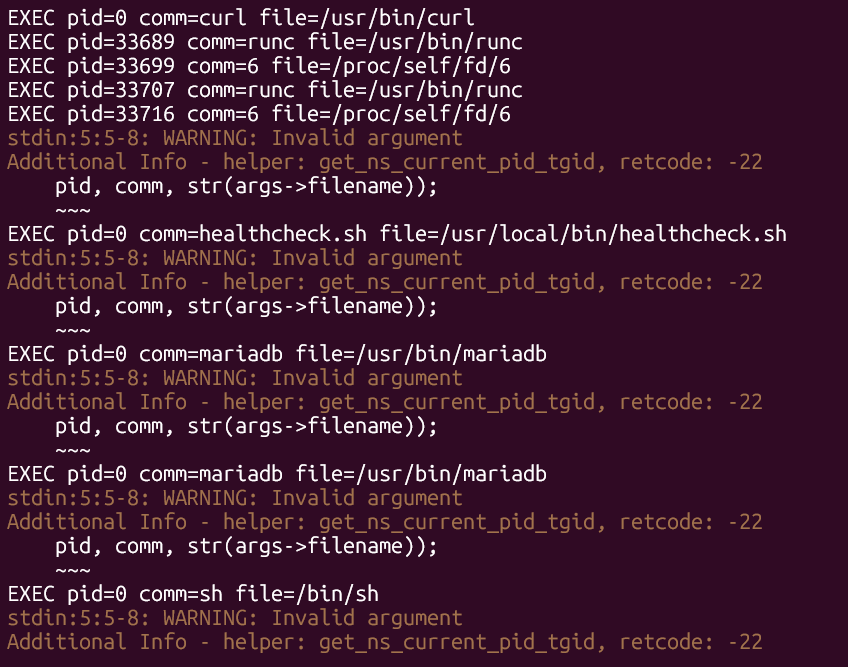 EXEC pid=0 comm=curl file=/usr/bin/curl
EXEC pid=33689 comm=runc file=/usr/bin/runc
EXEC pid=33699 comm=6 file=/proc/self/fd/6
EXEC pid=33707 comm=runc file=/usr/bin/runc
EXEC pid=33716 comm=6 file=/proc/self/fd/6
stdin:5:5-8: WARNING: Invalid argument
Additional Info - helper: get_ns_current_pid_tgid, retcode: -22
    pid, comm, str(args->filename));
    ~~~
EXEC pid=0 comm=healthcheck.sh file=/usr/local/bin/healthcheck.sh
stdin:5:5-8: WARNING: Invalid argument
Additional Info - helper: get_ns_current_pid_tgid, retcode: -22
    pid, comm, str(args->filename));
    ~~~
EXEC pid=0 comm=mariadb file=/usr/bin/mariadb
stdin:5:5-8: WARNING: Invalid argument
Additional Info - helper: get_ns_current_pid_tgid, retcode: -22
    pid, comm, str(args->filename));
    ~~~
EXEC pid=0 comm=mariadb file=/usr/bin/mariadb
stdin:5:5-8: WARNING: Invalid argument
Additional Info - helper: get_ns_current_pid_tgid, retcode: -22
    pid, comm, str(args->filename));
    ~~~
EXEC pid=0 comm=sh file=/bin/sh
stdin:5:5-8: WARNING: Invalid argument
Additional Info - helper: get_ns_current_pid_tgid, retcode: -22